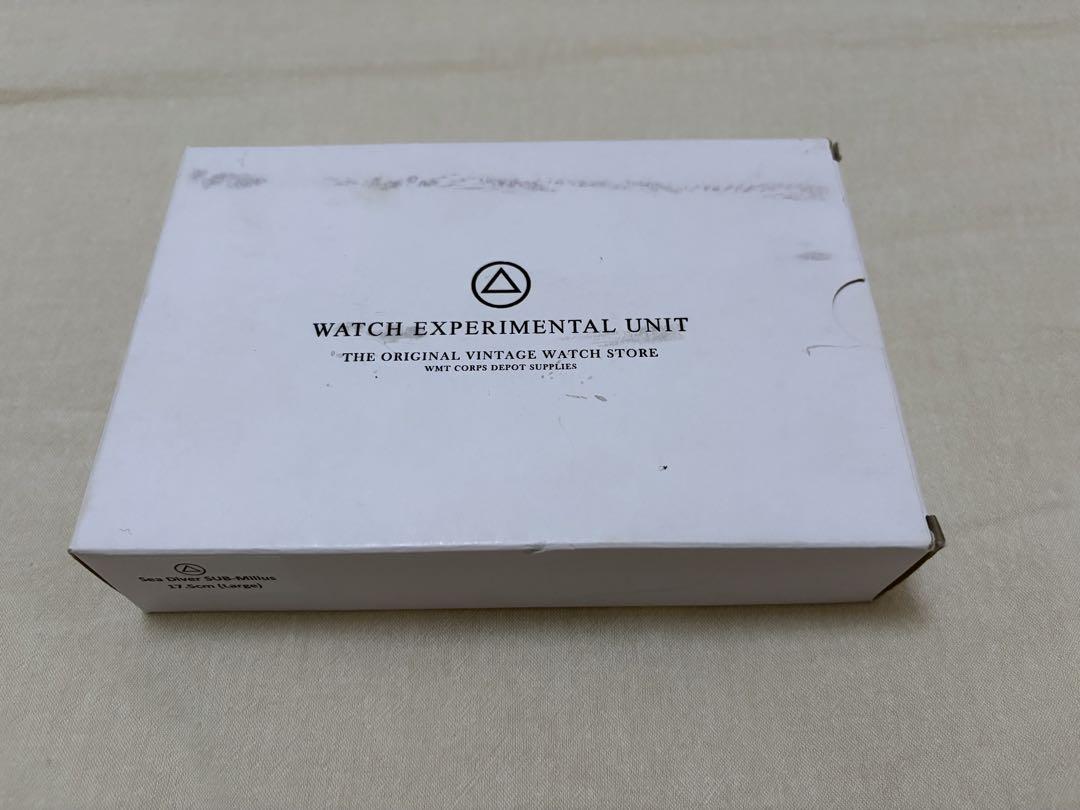 WATCH EXPERIMENTAL UNIT
THE ORIGINAL VINTAGE WATCH STORE
WMT CORPS DEPOT SUPPLIES
Sea Diver SUB-Millus
17.5cm (Large)